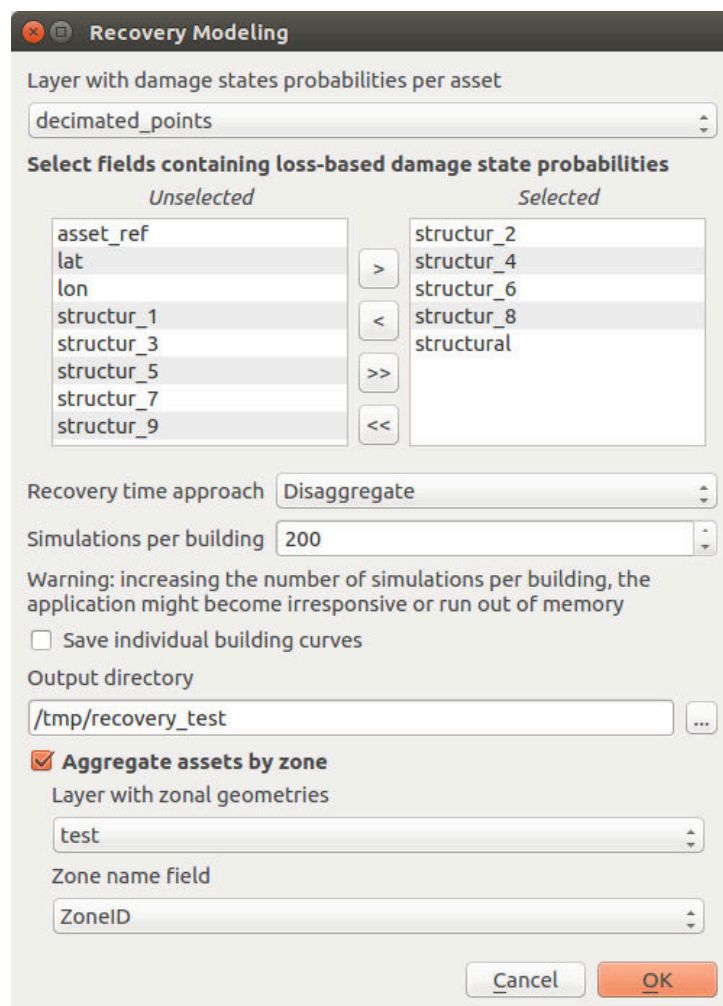 Recovery Modeling
Layer with damage states probabilities per asset
decimated_points
Select fields containing loss-based damage state probabilities
Unselected
Selected
asset_ref
lat
lon
structur_1
structur_3
structur_5
structur_7
structur_9
>
<
>>
<<
structur_2
structur_4
structur_6
structur_8
structural
Recovery time approach Disaggregate
Simulations per building 200
Warning: increasing the number of simulations per building, the
application might become irresponsive or run out of memory
Save individual building curves
Output directory
/tmp/recovery_test ...
Aggregate assets by zone
Layer with zonal geometries
test
Zone name field
ZoneID
Cancel OK